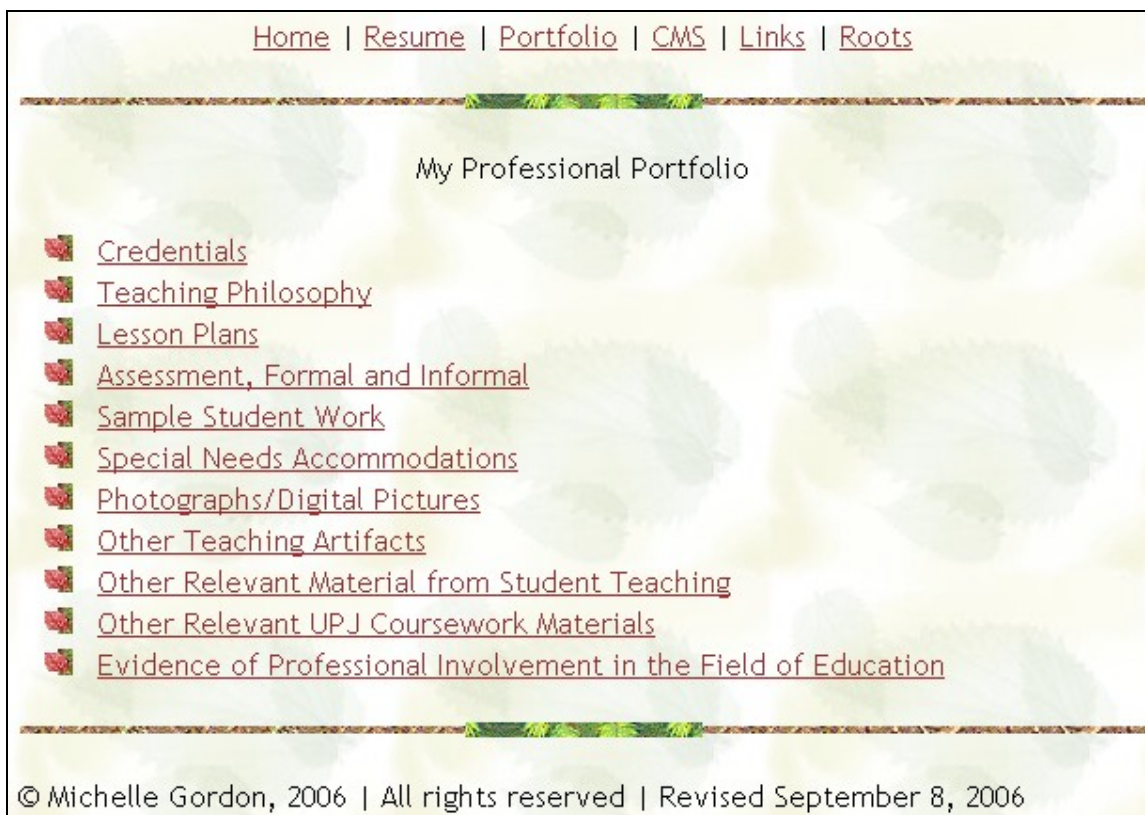 Home | Resume | Portfolio | CMS | Links | Roots
My Professional Portfolio
Credentials
Teaching Philosophy
Lesson Plans
Assessment, Formal and Informal
Sample Student Work
Special Needs Accommodations
Photographs/Digital Pictures
Other Teaching Artifacts
Other Relevant Material from Student Teaching
Other Relevant UPJ Coursework Materials
Evidence of Professional Involvement in the Field of Education
© Michelle Gordon, 2006 | All rights reserved | Revised September 8, 2006